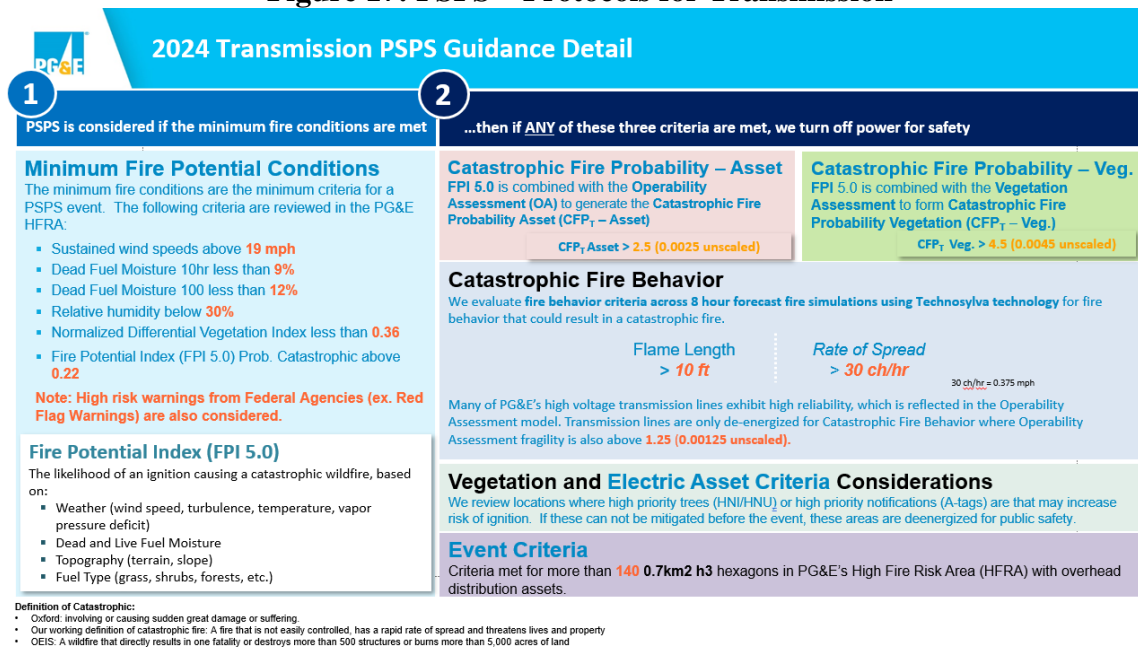 2024 Transmission PSPS Guidance Detail
PG&E
1
PSPS is considered if the minimum fire conditions are met
2
...then if ANY of these three criteria are met, we turn off power for safety
Minimum Fire Potential Conditions
The minimum fire conditions are the minimum criteria for a
PSPS event. The following criteria are reviewed in the PG&E
HFRA:
▪ Sustained wind speeds above 19 mph
▪ Dead Fuel Moisture 10hr less than 9%
▪ Dead Fuel Moisture 100 less than 12%
▪ Relative humidity below 30%
▪ Normalized Differential Vegetation Index less than 0.36
▪ Fire Potential Index (FPI 5.0) Prob. Catastrophic above
0.22
Note: High risk warnings from Federal Agencies (ex. Red
Flag Warnings) are also considered.
Fire Potential Index (FPI 5.0)
The likelihood of an ignition causing a catastrophic wildfire, based
on:
▪ Weather (wind speed, turbulence, temperature, vapor
pressure deficit)
▪ Dead and Live Fuel Moisture
▪ Topography (terrain, slope)
▪ Fuel Type (grass, shrubs, forests, etc.)
Catastrophic Fire Probability – Asset
FPI 5.0 is combined with the Operability
Assessment (OA) to generate the Catastrophic Fire
Probability Asset (CFPT – Asset)
CFPT Asset > 2.5 (0.0025 unscaled)
Catastrophic Fire Probability – Veg.
FPI 5.0 is combined with the Vegetation
Assessment to form Catastrophic Fire
Probability Vegetation (CFPT – Veg.)
CFPT Veg. > 4.5 (0.0045 unscaled)
Catastrophic Fire Behavior
We evaluate fire behavior criteria across 8 hour forecast fire simulations using Technosylva technology for fire
behavior that could result in a catastrophic fire.
Flame Length
> 10 ft
Rate of Spread
> 30 ch/hr
30 ch/hr = 0.375 mph
Many of PG&E's high voltage transmission lines exhibit high reliability, which is reflected in the Operability
Assessment model. Transmission lines are only de-energized for Catastrophic Fire Behavior where Operability
Assessment fragility is also above 1.25 (0.00125 unscaled).
Vegetation and Electric Asset Criteria Considerations
We review locations where high priority trees (HNI/HNU) or high priority notifications (A-tags) are that may increase
risk of ignition. If these can not be mitigated before the event, these areas are deenergized for public safety.
Event Criteria
Criteria met for more than 140 0.7km2 h3 hexagons in PG&E's High Fire Risk Area (HFRA) with overhead
distribution assets.
Definition of Catastrophic:
• Oxford: involving or causing sudden great damage or suffering.
• Our working definition of catastrophic fire: A fire that is not easily controlled, has a rapid rate of spread and threatens lives and property
• OEIS: A wildfire that directly results in one fatality or destroys more than 500 structures or burns more than 5,000 acres of land